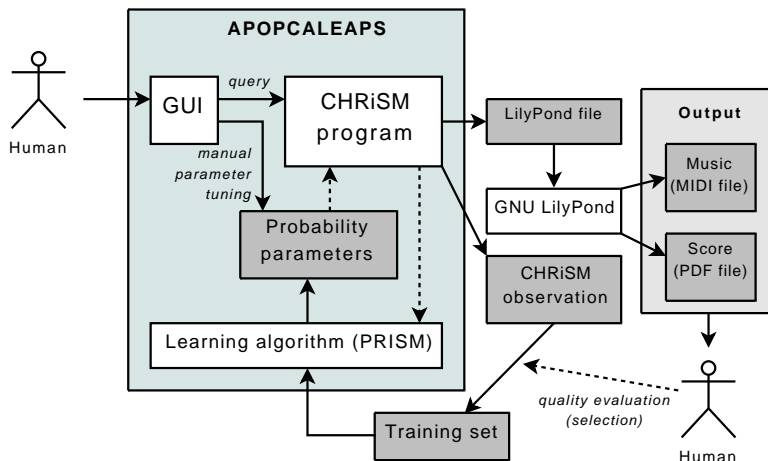 APOPCALEAPS
Human
GUI
query
CHRiSM
program
manual
parameter
tuning
Probability
parameters
Learning algorithm (PRISM)
LilyPond file
GNU LilyPond
CHRiSM
observation
Training set
Output
Music
(MIDI file)
Score
(PDF file)
quality evaluation
(selection)
Human